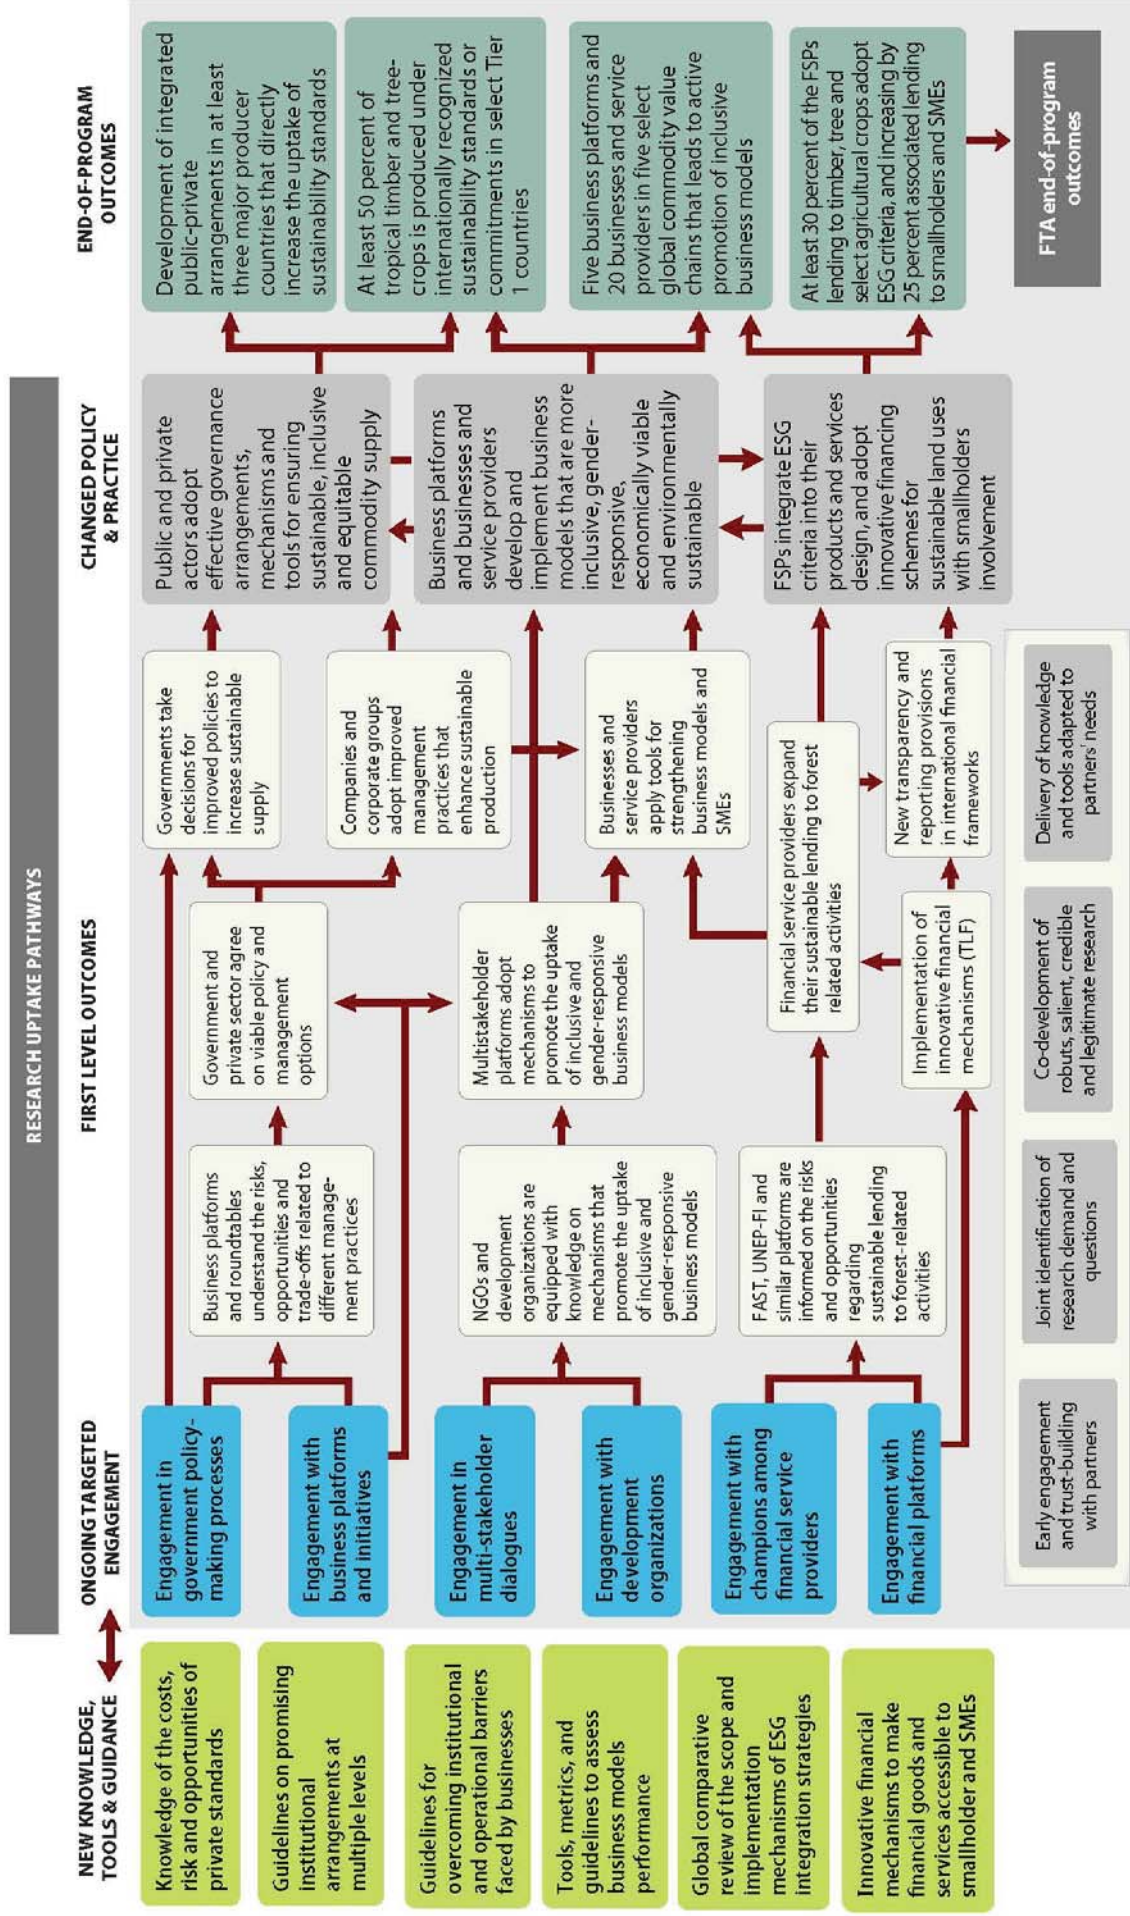 RESEARCH UPTAKE PATHWAYS
NEW KNOWLEDGE,
TOOLS & GUIDANCE
ONGOING TARGETED
ENGAGEMENT
FIRST LEVEL OUTCOMES
CHANGED POLICY
& PRACTICE
END-OF-PROGRAM
OUTCOMES
Knowledge of the costs,
risk and opportunities of
private standards
Guidelines on promising
institutional
arrangements at
multiple levels
Guidelines for
overcoming institutional
and operational barriers
faced by businesses
Tools, metrics, and
guidelines to assess
business models
performance
Global comparative
review of the scope and
implementation
mechanisms of ESG
integration strategies
Innovative financial
mechanisms to make
financial goods and
services accessible to
smallholder and SMEs
Engagement in
government policy-
making processes
Engagement with
business platforms
and initiatives
Engagement in
multi-stakeholder
dialogues
Engagement with
development
organizations
Engagement with
champions among
financial service
providers
Engagement with
financial platforms
Business platforms
and roundtables
understand the risks,
opportunities and
trade-offs related to
different manage-
ment practices
NGOs and
development
organizations are
equipped with
knowledge on
mechanisms that
promote the uptake
of inclusive and
gender-responsive
business models
FAST, UNEP-FI and
similar platforms are
informed on the risks
and opportunities
regarding
sustainable lending
to forest-related
activities
Government and
private sector agree
on viable policy and
management
options
Multistakeholder
platforms adopt
mechanisms to
promote the uptake
of inclusive and
gender-responsive
business models
Financial service providers expand
their sustainable lending to forest
related activities
Implementation of
innovative financial
mechanisms (TLF)
Governments take
decisions for
improved policies to
increase sustainable
supply
Companies and
corporate groups
adopt improved
management
practices that
enhance sustainable
production
Businesses and
service providers
apply tools for
strengthening
business models and
SMEs
New transparency and
reporting provisions
in international financial
frameworks
Public and private
actors adopt
effective governance
arrangements,
mechanisms and
tools for ensuring
sustainable, inclusive
and equitable
commodity supply
Business platforms
and businesses and
service providers
develop and
implement business
models that are more
inclusive, gender-
responsive,
economically viable
and environmentally
sustainable
FSPs integrate ESG
criteria into their
products and services
design, and adopt
innovative financing
schemes for
sustainable land uses
with smallholders
involvement
Development of integrated
public-private
arrangements in at least
three major producer
countries that directly
increase the uptake of
sustainability standards
At least 50 percent of
tropical timber and tree-
crops is produced under
internationally recognized
sustainability standards or
commitments in select Tier
1 countries
Five business platforms and
20 businesses and service
providers in five select
global commodity value
chains that leads to active
promotion of inclusive
business models
At least 30 percent of the FSPs
lending to timber, tree and
select agricultural crops adopt
ESG criteria, and increasing by
25 percent associated lending
to smallholders and SMEs
FTA end-of-program
outcomes
Early engagement
and trust-building
with partners
Joint identification of
research demand and
questions
Co-development of
robuts, salient, credible
and legitimate research
Delivery of knowledge
and tools adapted to
partners' needs